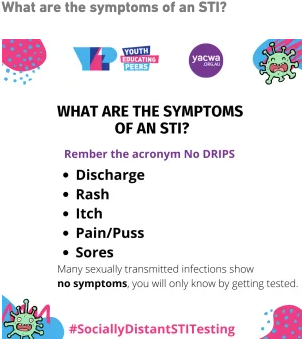 What are the symptoms of an STI?
YEP YOUTH
EDUCATING
PEERS
yacwa
.ORG.AU
WHAT ARE THE SYMPTOMS
OF AN STI?
Rember the acronym No DRIPS
• Discharge
• Rash
• Itch
• Pain/Puss
• Sores
Many sexually transmitted infections show
no symptoms, you will only know by getting tested.
#SociallyDistantSTITesting